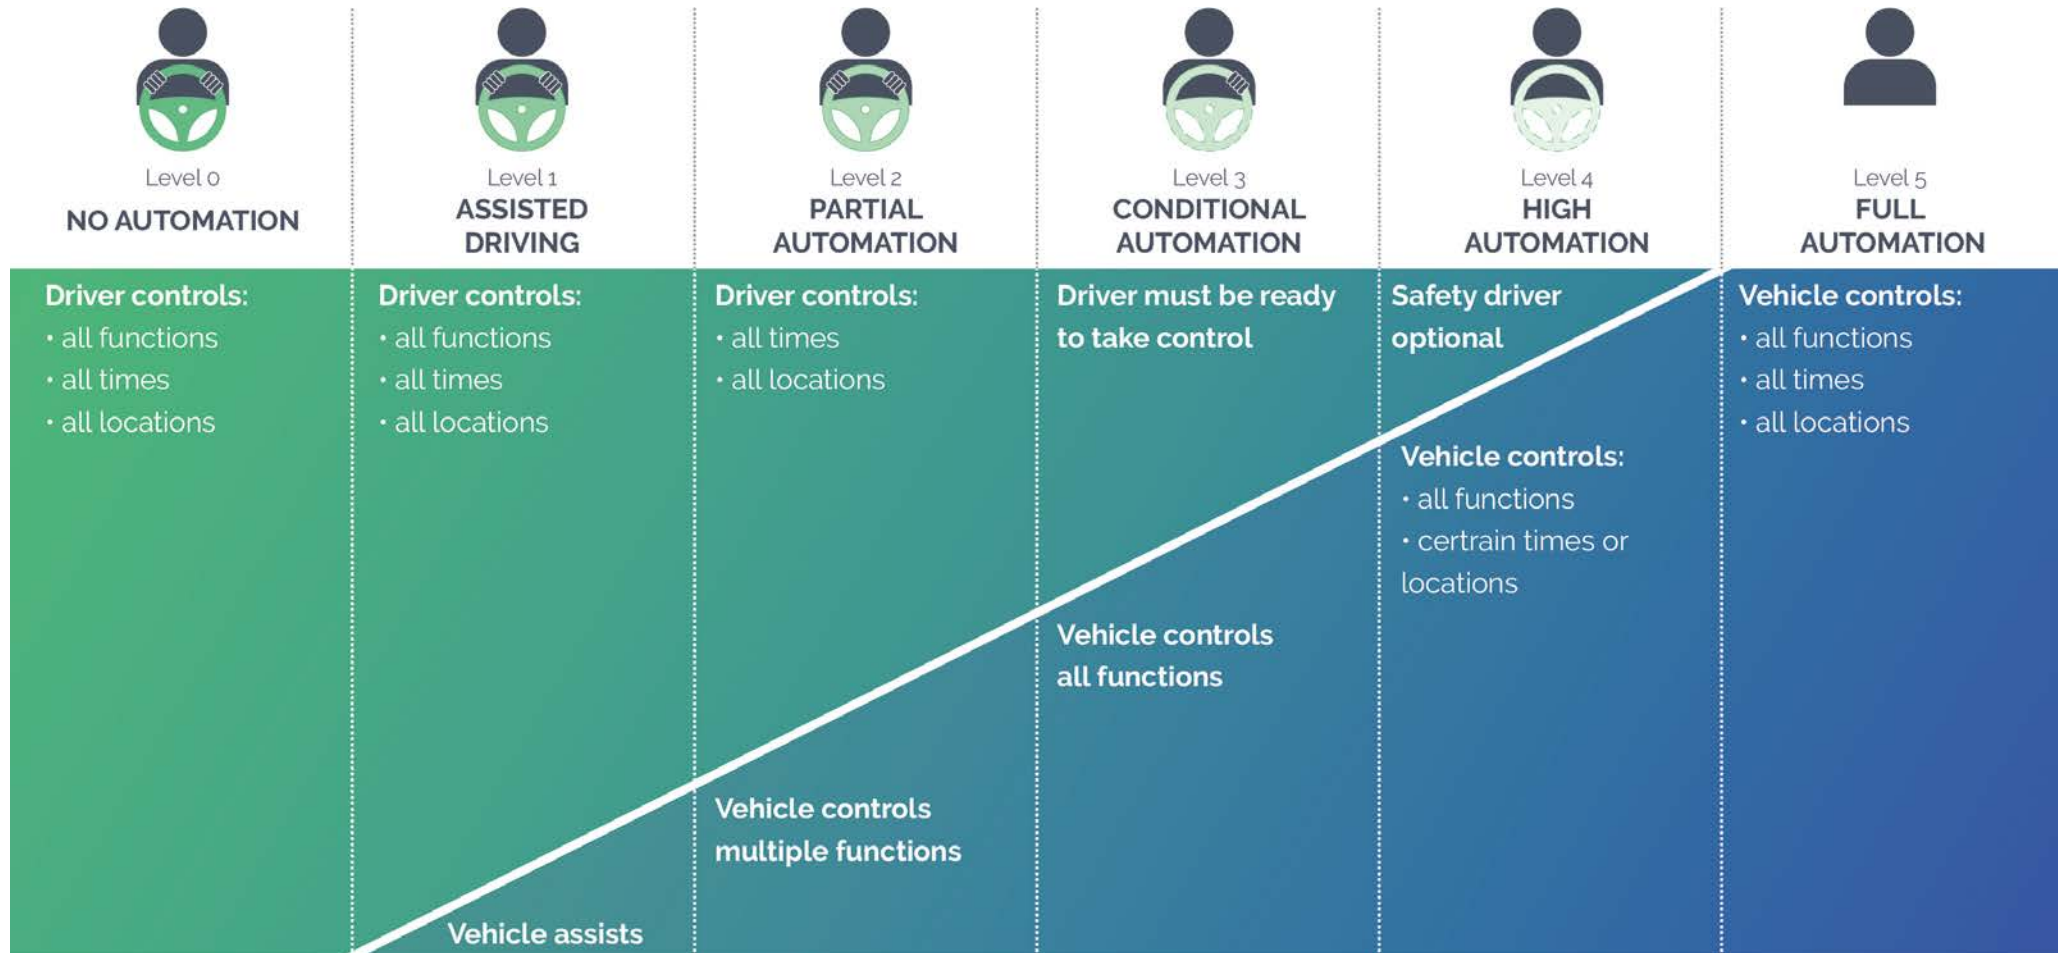 Level 0
NO AUTOMATION
Level 1
ASSISTED
DRIVING
Level 2
PARTIAL
AUTOMATION
Level 3
CONDITIONAL
AUTOMATION
Level 4
HIGH
AUTOMATION
Level 5
FULL
AUTOMATION
Driver controls:
• all functions
• all times
• all locations
Driver controls:
• all functions
• all times
• all locations
Vehicle assists
Driver controls:
• all times
• all locations
Vehicle controls
multiple functions
Driver must be ready
to take control
Vehicle controls
all functions
Safety driver
optional
Vehicle controls:
• all functions
• certrain times or
locations
Vehicle controls:
• all functions
• all times
• all locations